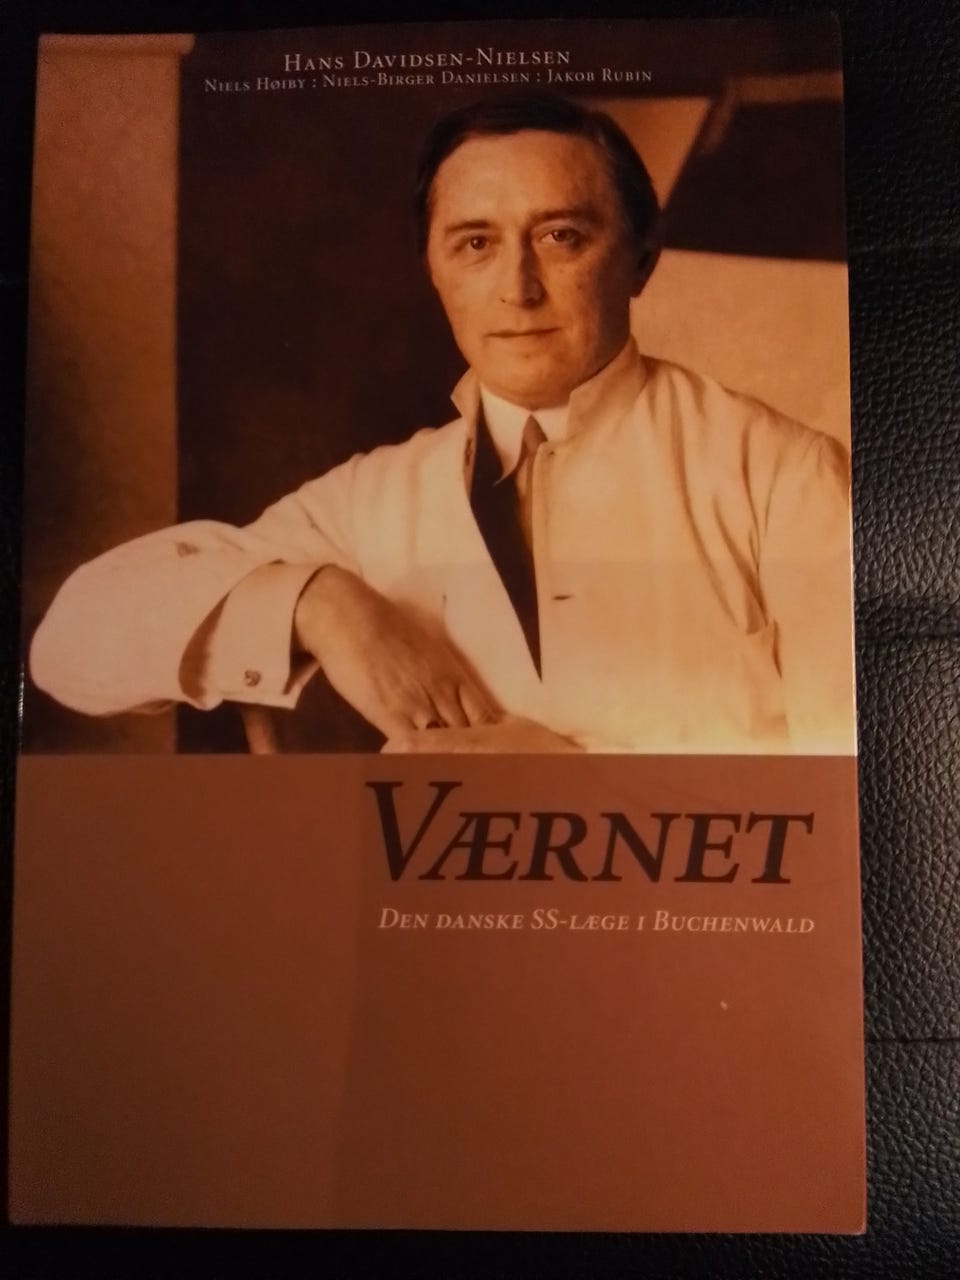 Hans Davidsen-Nielsen
Niels Høiby : Niels-Birger Danielsen : Jakob Rubin
Værnet
Den danske SS-læge i Buchenwald